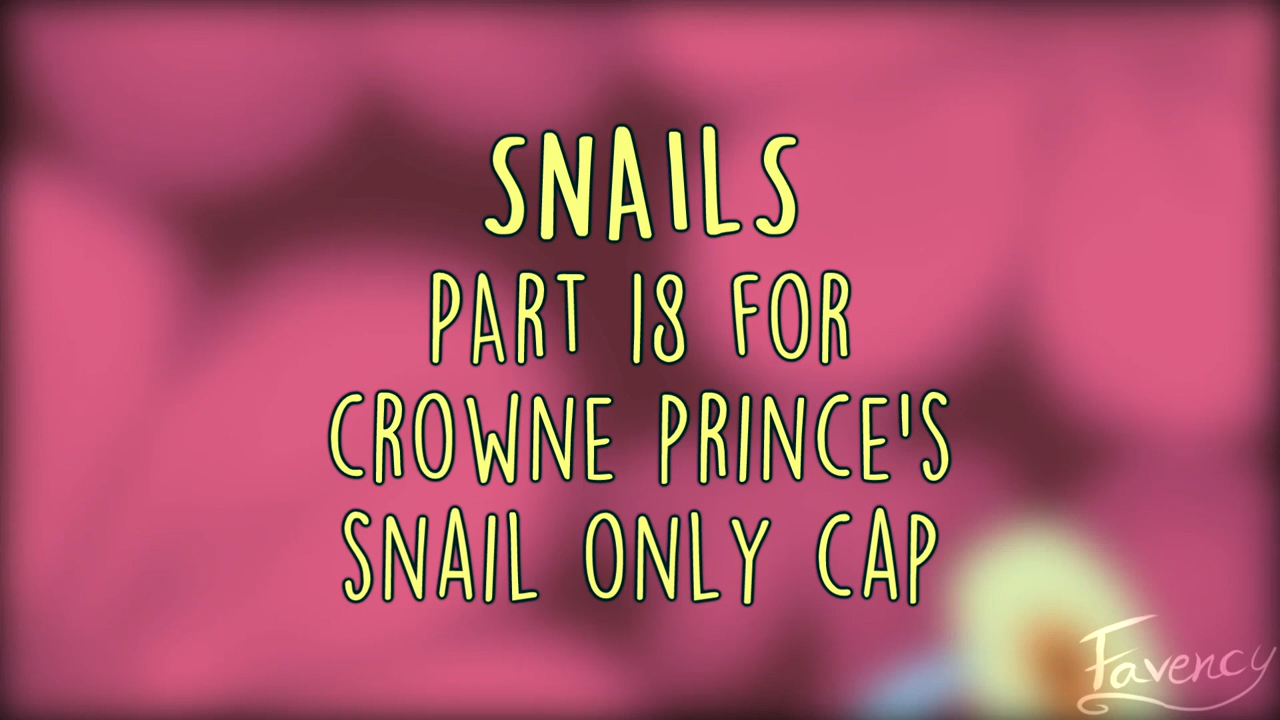 SNAILS
PART 18 FOR
CROWNE PRINCE'S
SNAIL ONLY CAP
Favency